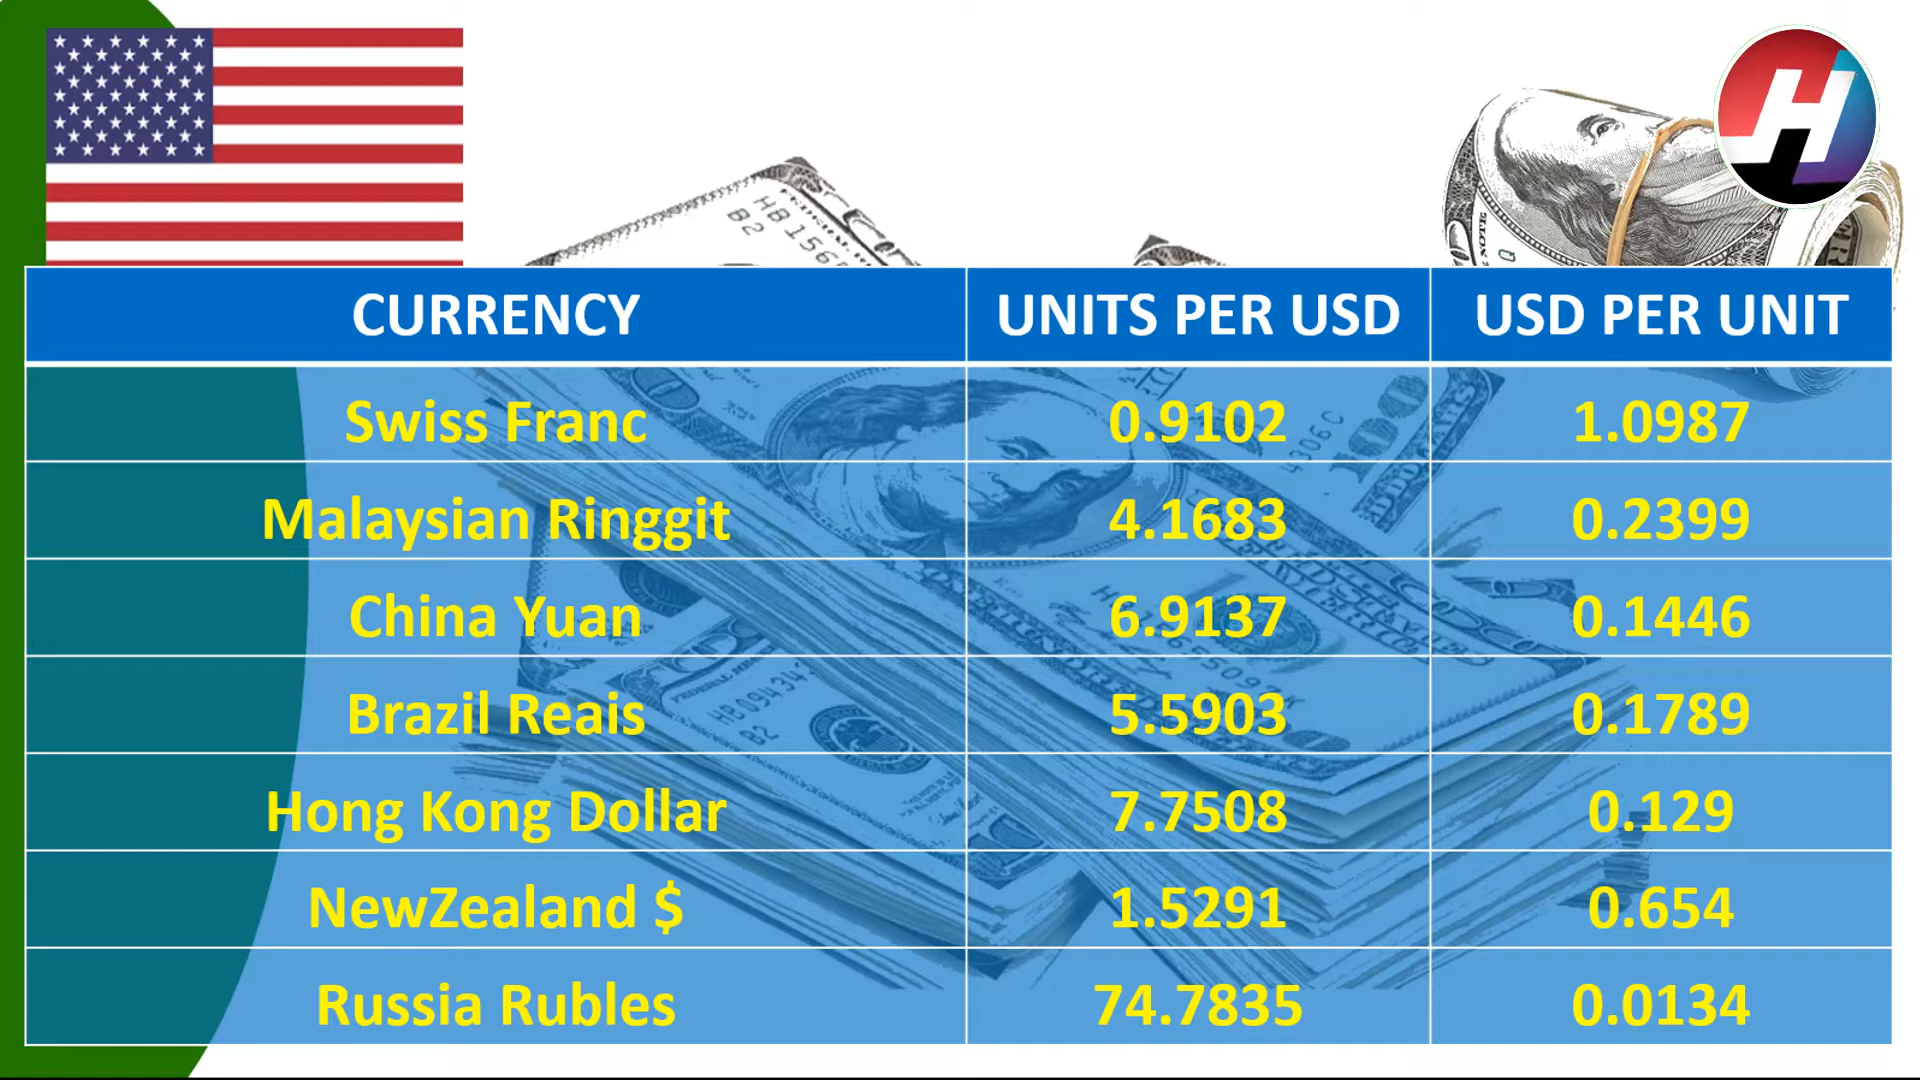 H
HB1565
B2
CURRENCY UNITS PER USD USD PER UNIT
Swiss Franc 0.9102 1.0987
Malaysian Ringgit 4.1683 0.2399
China Yuan 6.9137 0.1446
Brazil Reais 5.5903 0.1789
Hong Kong Dollar 7.7508 0.129
NewZealand $ 1.5291 0.654
Russia Rubles 74.7835 0.0134